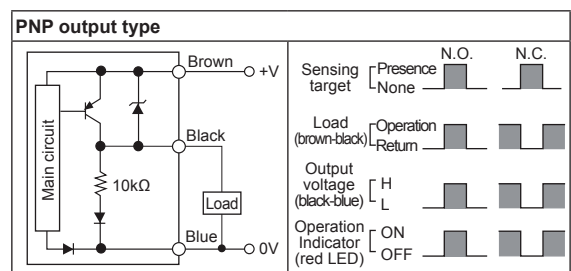 PNP output type
Main circuit
Brown
+V
Black
10kΩ
Load
Blue
0V
N.O.
N.C.
Sensing target
Presence
None
Load
(brown-black)
Operation
Return
Output voltage
(black-blue)
H
L
Operation Indicator
(red LED)
ON
OFF